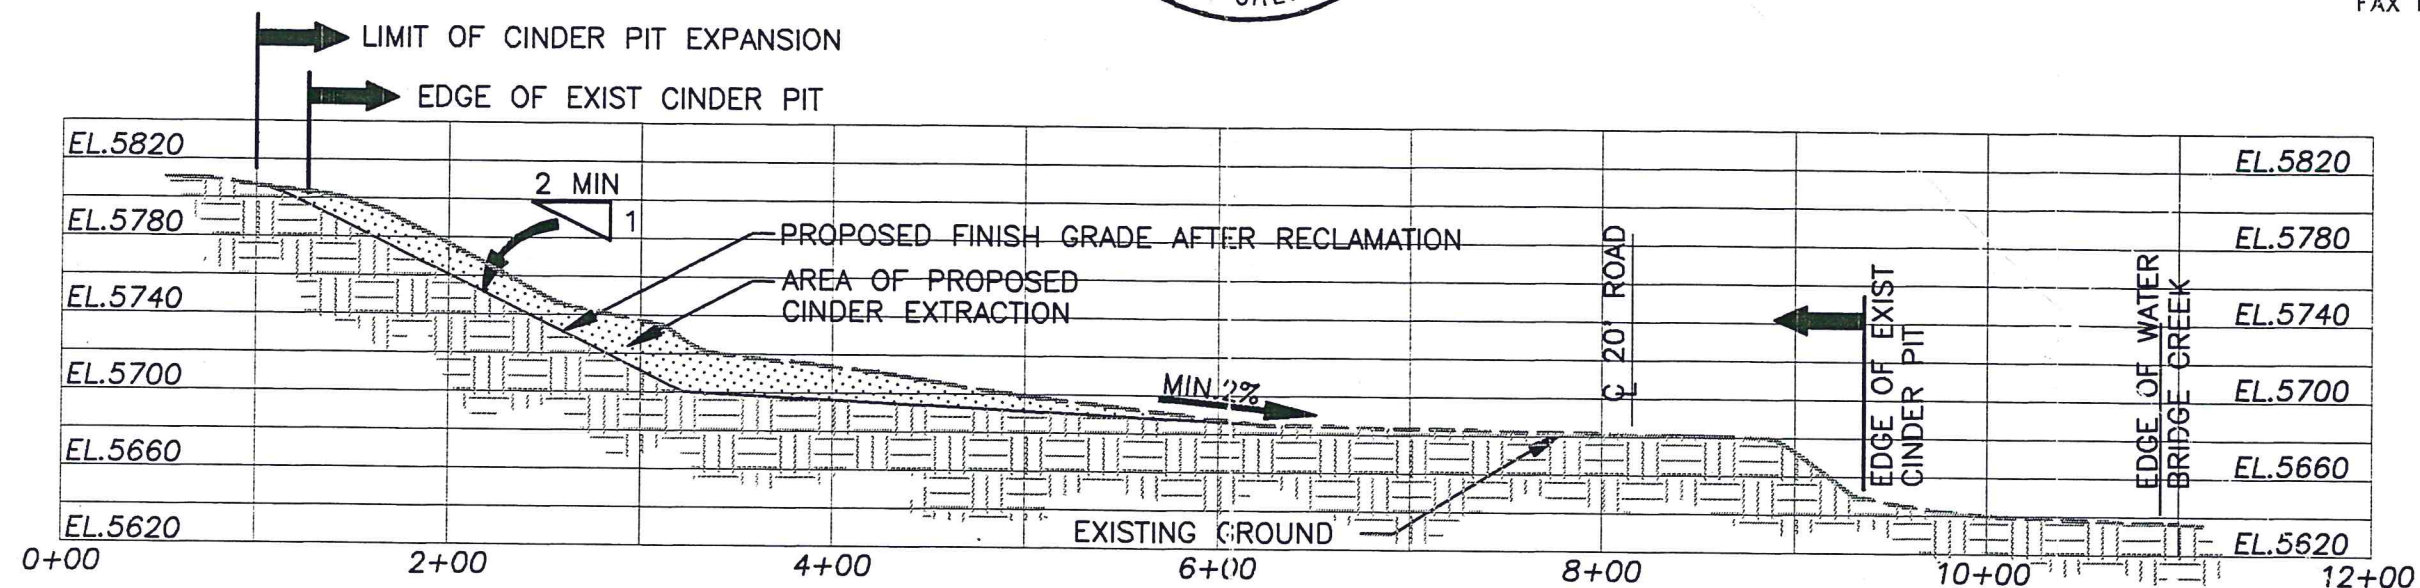 FAX
LIMIT OF CINDER PIT EXPANSION
EDGE OF EXIST CINDER PIT
EL.5820
EL.5820
2 MIN
1
EL.5780
EL.5780
PROPOSED FINISH GRADE AFTER RECLAMATION
AREA OF PROPOSED
CINDER EXTRACTION
EL.5740
EL.5740
℄ 20' ROAD
EDGE OF EXIST
CINDER PIT
EDGE OF WATER
BRIDGE CREEK
EL.5700
EL.5700
MIN.2%
EL.5660
EL.5660
EXISTING GROUND
EL.5620
EL.5620
0+00
2+00
4+00
6+00
8+00
10+00
12+00